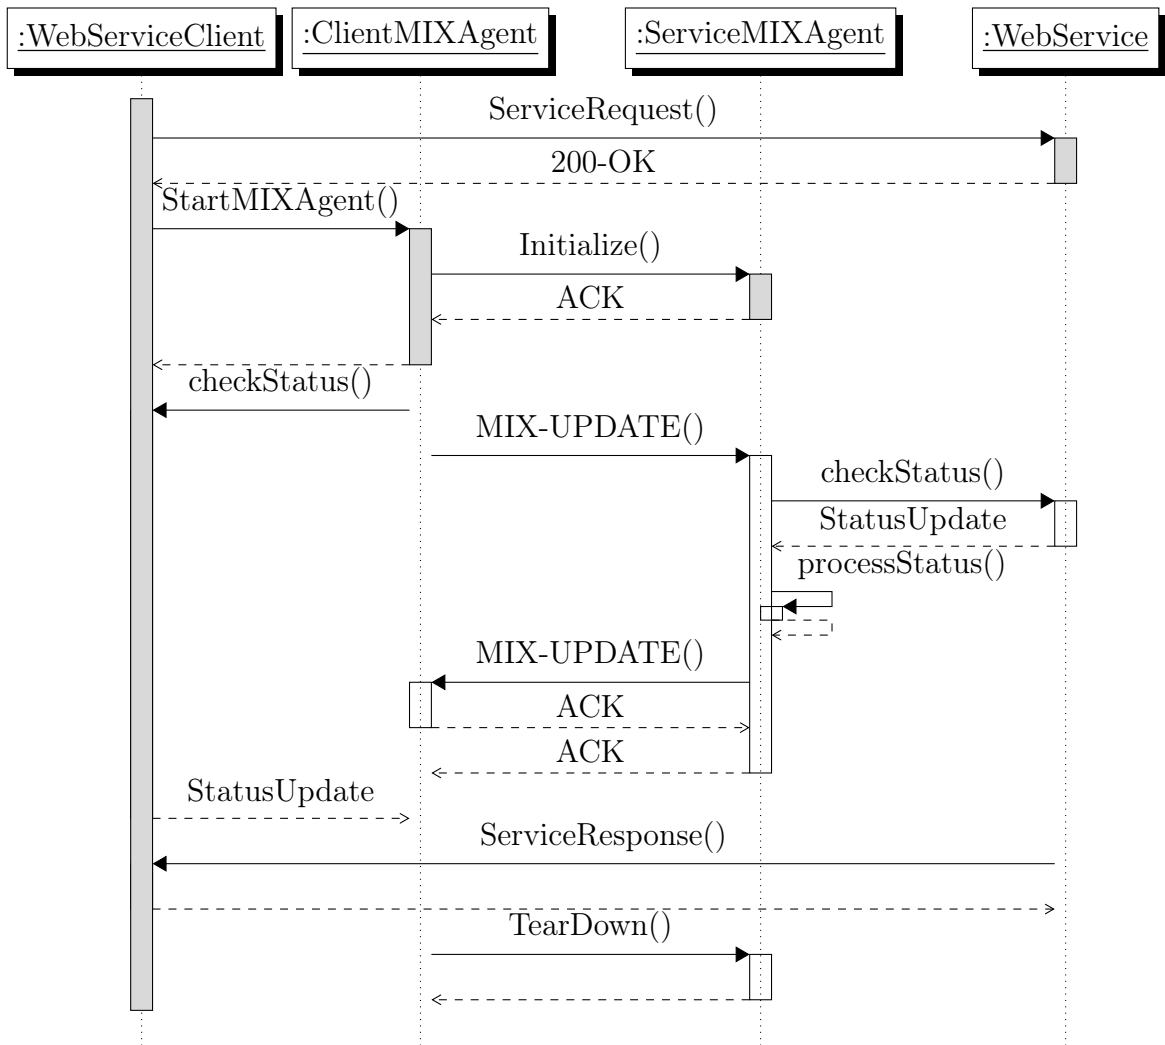 :WebServiceClient
:ClientMIXAgent
:ServiceMIXAgent
:WebService
ServiceRequest()
200-OK
StartMIXAgent()
Initialize()
ACK
checkStatus()
MIX-UPDATE()
checkStatus()
StatusUpdate
processStatus()
MIX-UPDATE()
ACK
ACK
StatusUpdate
ServiceResponse()
TearDown()